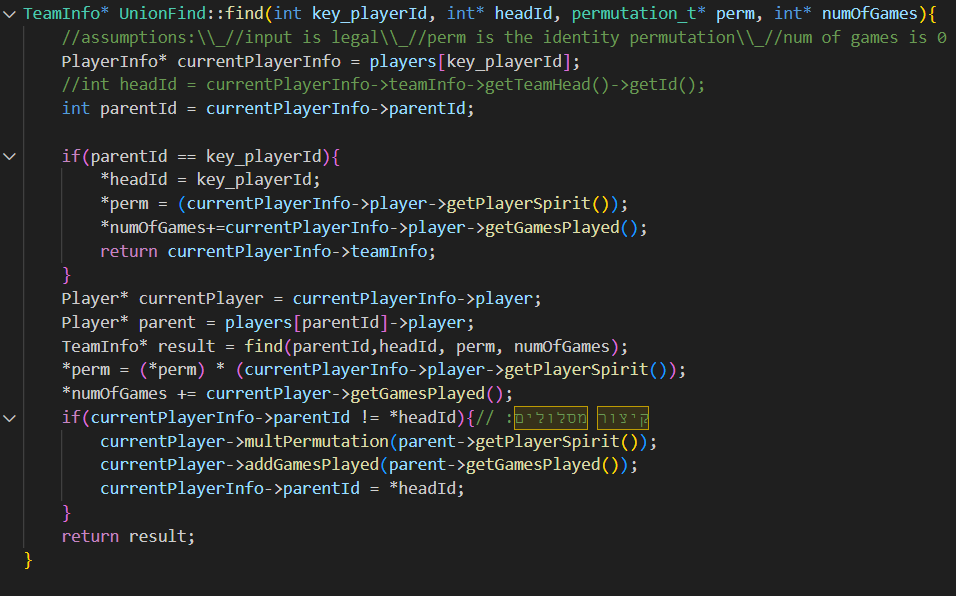 TeamInfo* UnionFind::find(int key_playerId, int* headId, permutation_t* perm, int* numOfGames){
//assumptions:\\_//input is legal\\_//perm is the identity permutation\\_//num of games is 0
PlayerInfo* currentPlayerInfo = players[key_playerId];
//int headId = currentPlayerInfo->teamInfo->getTeamHead()->getId();
int parentId = currentPlayerInfo->parentId;
if(parentId == key_playerId){
*headId = key_playerId;
*perm = (currentPlayerInfo->player->getPlayerSpirit());
*numOfGames+=currentPlayerInfo->player->getGamesPlayed();
return currentPlayerInfo->teamInfo;
}
Player* currentPlayer = currentPlayerInfo->player;
Player* parent = players[parentId]->player;
TeamInfo* result = find(parentId,headId, perm, numOfGames);
*perm = (*perm) * (currentPlayerInfo->player->getPlayerSpirit());
*numOfGames += currentPlayer->getGamesPlayed();
if(currentPlayerInfo->parentId != *headId){// קיצור מסלולים:
currentPlayer->multPermutation(parent->getPlayerSpirit());
currentPlayer->addGamesPlayed(parent->getGamesPlayed());
currentPlayerInfo->parentId = *headId;
}
return result;
}